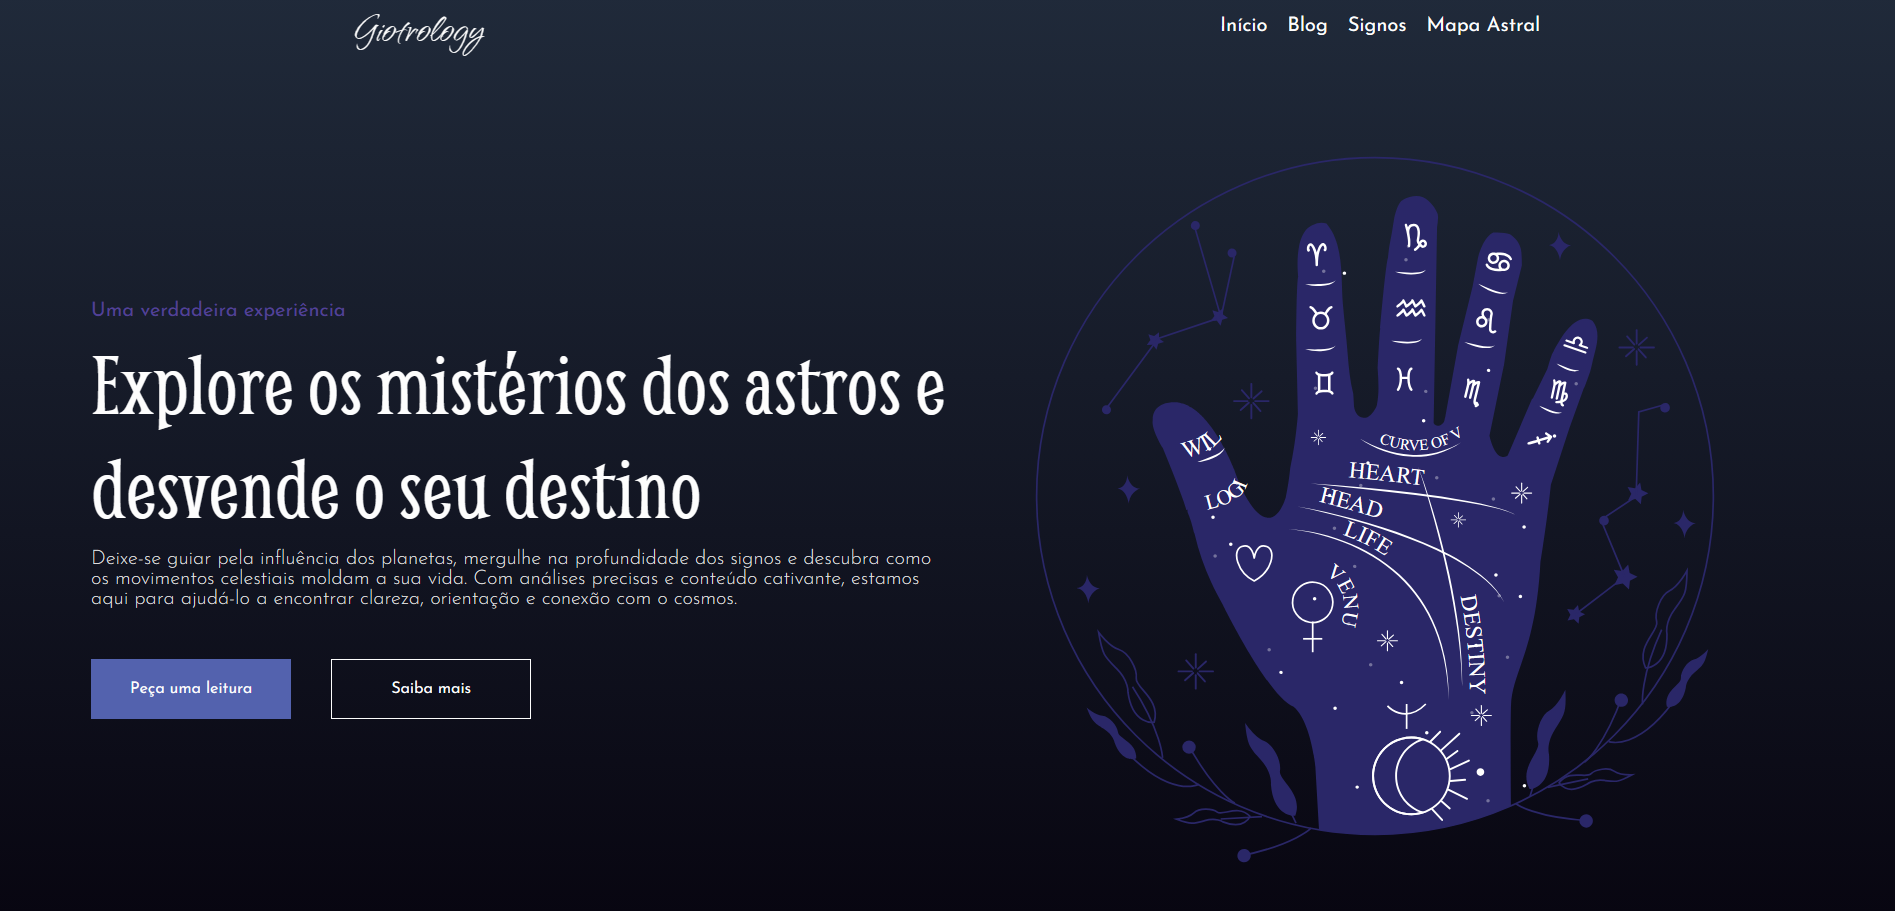 Giotrology
Início Blog Signos Mapa Astral
Uma verdadeira experiência
Explore os mistérios dos astros e
desvende o seu destino
Deixe-se guiar pela influência dos planetas, mergulhe na profundidade dos signos e descubra como
os movimentos celestiais moldam a sua vida. Com análises precisas e conteúdo cativante, estamos
aqui para ajudá-lo a encontrar clareza, orientação e conexão com o cosmos.
Peça uma leitura
Saiba mais
WIL
LOGI
CURVE OF V
HEART
HEAD
LIFE
VENU
DESTINY